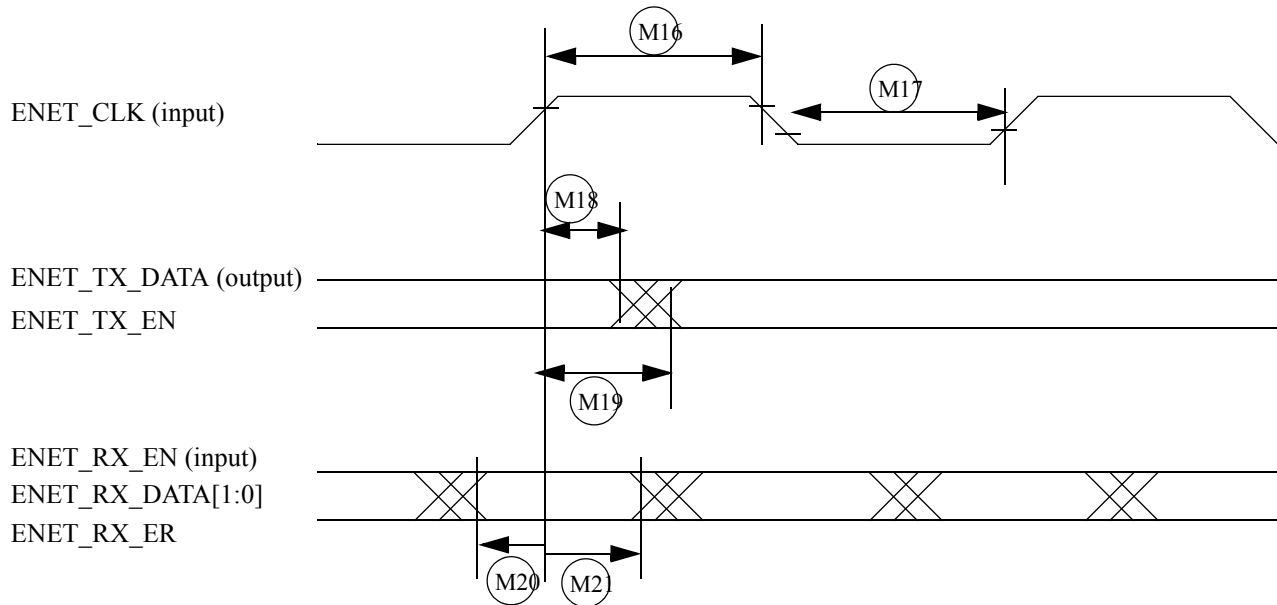 M16
M17
ENET_CLK (input)
M18
ENET_TX_DATA (output)
ENET_TX_EN
M19
ENET_RX_EN (input)
ENET_RX_DATA[1:0]
ENET_RX_ER
M20
M21